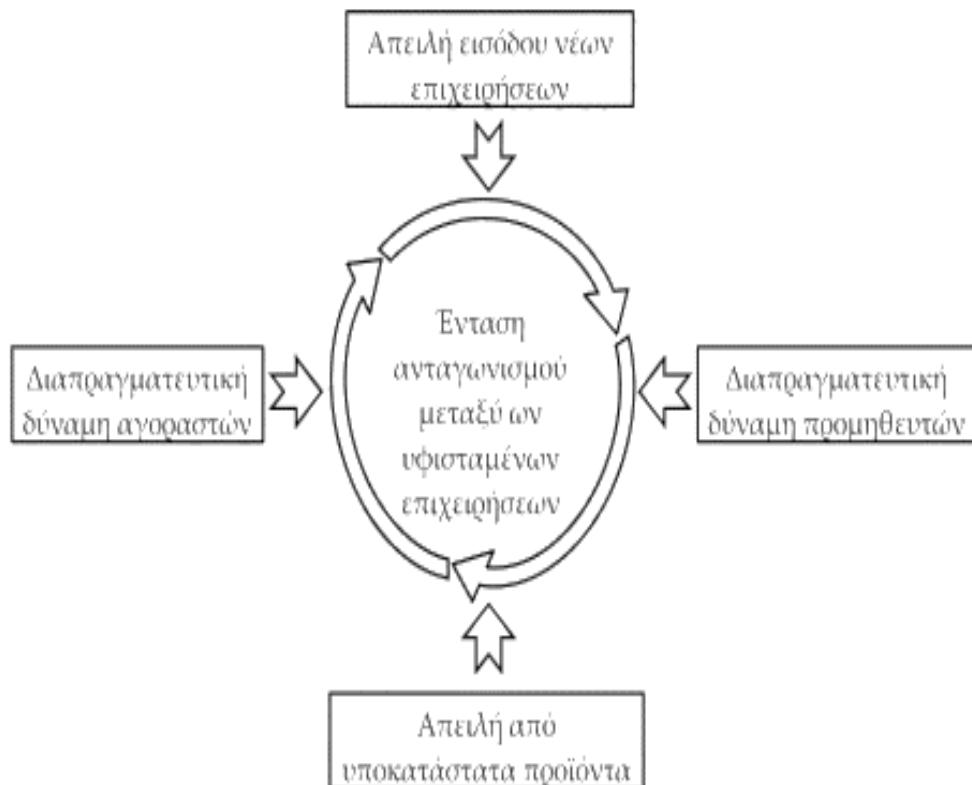 Απειλή εισόδου νέων
επιχειρήσεων
Διαπραγματευτική
δύναμη αγοραστών
Ένταση
ανταγωνισμού
μεταξύ ων
υφισταμένων
επιχειρήσεων
Διαπραγματευτική
δύναμη προμηθευτών
Απειλή από
υποκατάστατα προϊόντα